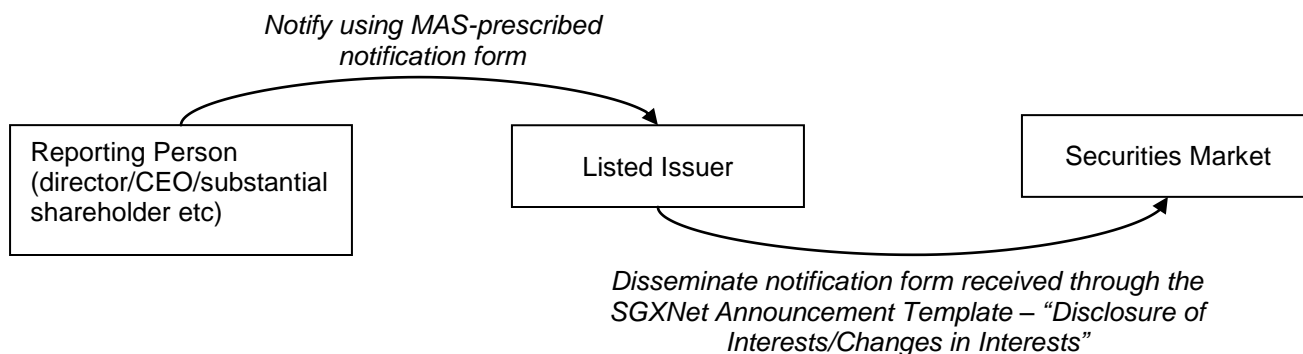 Notify using MAS-prescribed
notification form
Reporting Person
(director/CEO/substantial
shareholder etc)
Listed Issuer
Securities Market
Disseminate notification form received through the
SGXNet Announcement Template – “Disclosure of
Interests/Changes in Interests”